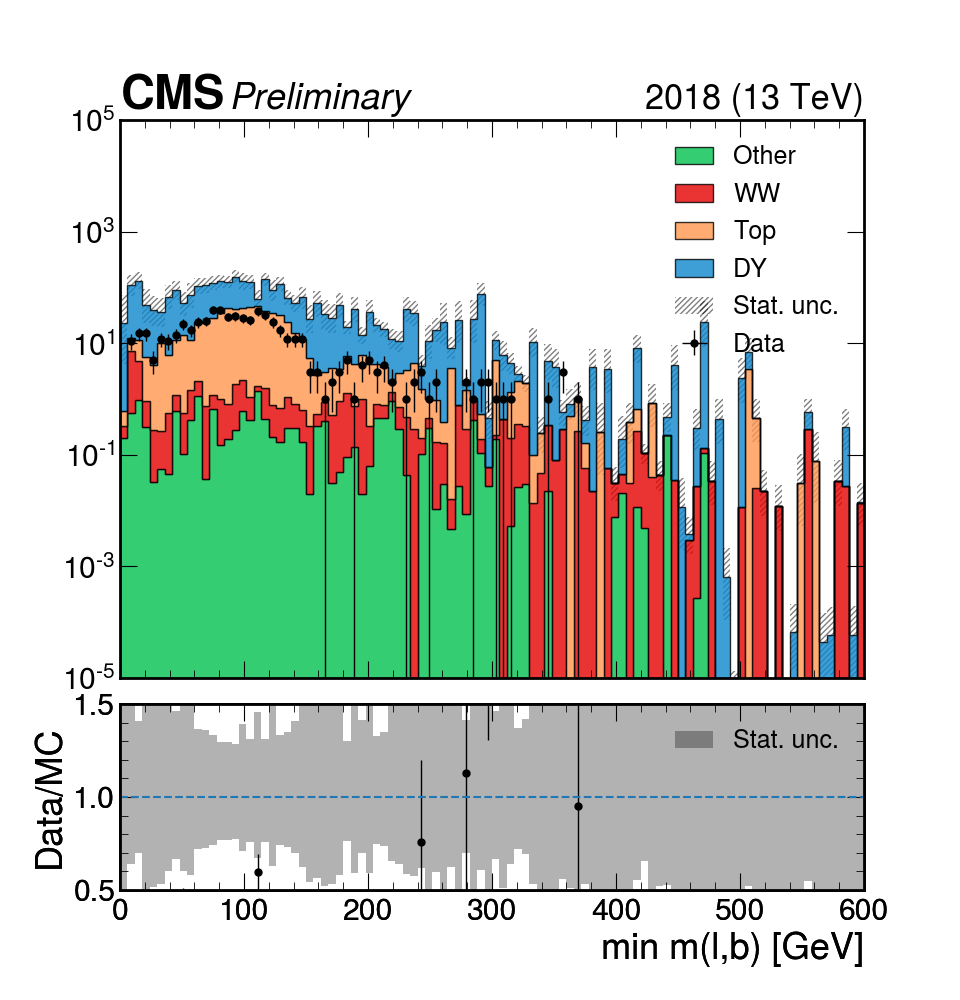 CMS Preliminary 2018 (13 TeV)
10^5
10^3
10^1
10^-1
10^-3
10^-5
Other
WW
Top
DY
Stat. unc.
Data
1.5
1.0
0.5
Data/MC
Stat. unc.
0 100 200 300 400 500 600
min m(l,b) [GeV]